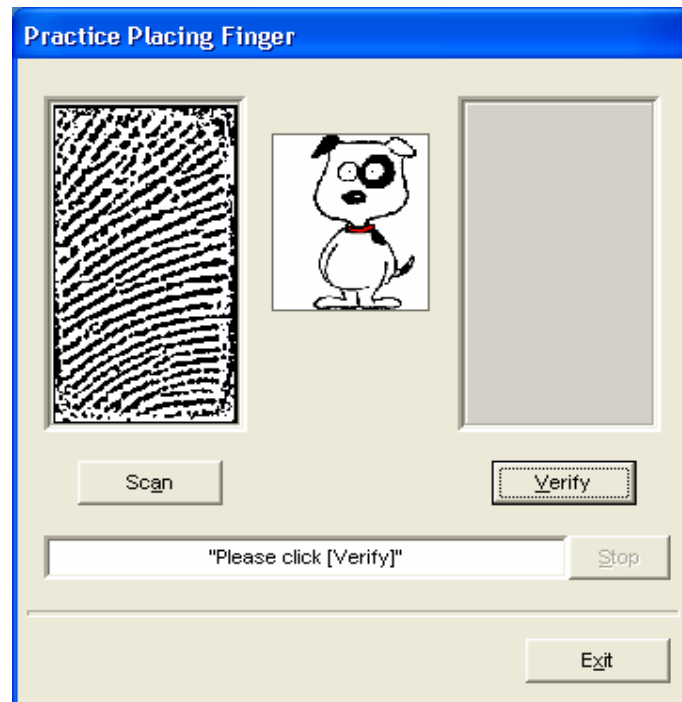 Practice Placing Finger
Scan
Verify
"Please click [Verify]"
Stop
Exit